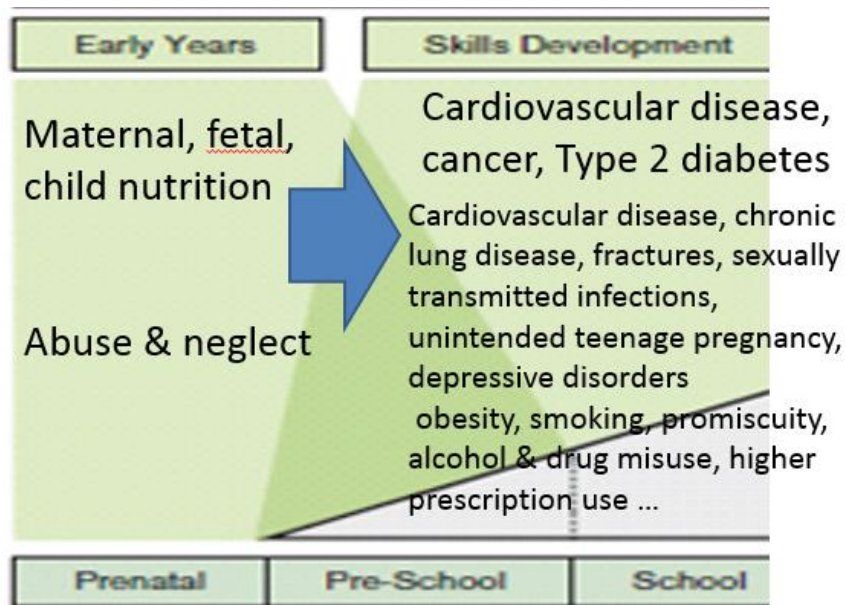 Early Years
Skills Development
Maternal, fetal,
child nutrition
Abuse & neglect
Cardiovascular disease,
cancer, Type 2 diabetes
Cardiovascular disease, chronic
lung disease, fractures, sexually
transmitted infections,
unintended teenage pregnancy,
depressive disorders
obesity, smoking, promiscuity,
alcohol & drug misuse, higher
prescription use ...
Prenatal
Pre-School
School